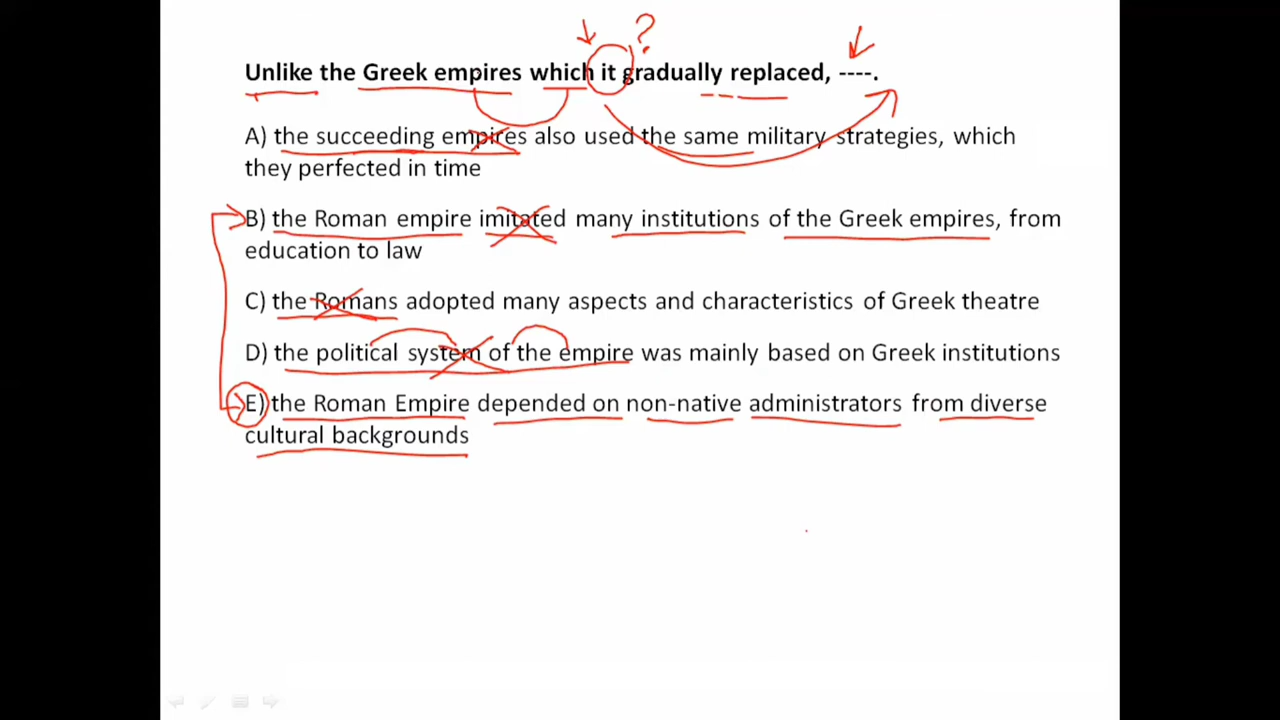 Unlike the Greek empires which it gradually replaced, ----.
?
A) the succeeding empires also used the same military strategies, which
they perfected in time
B) the Roman empire imitated many institutions of the Greek empires, from
education to law
C) the Romans adopted many aspects and characteristics of Greek theatre
D) the political system of the empire was mainly based on Greek institutions
E) the Roman Empire depended on non-native administrators from diverse
cultural backgrounds